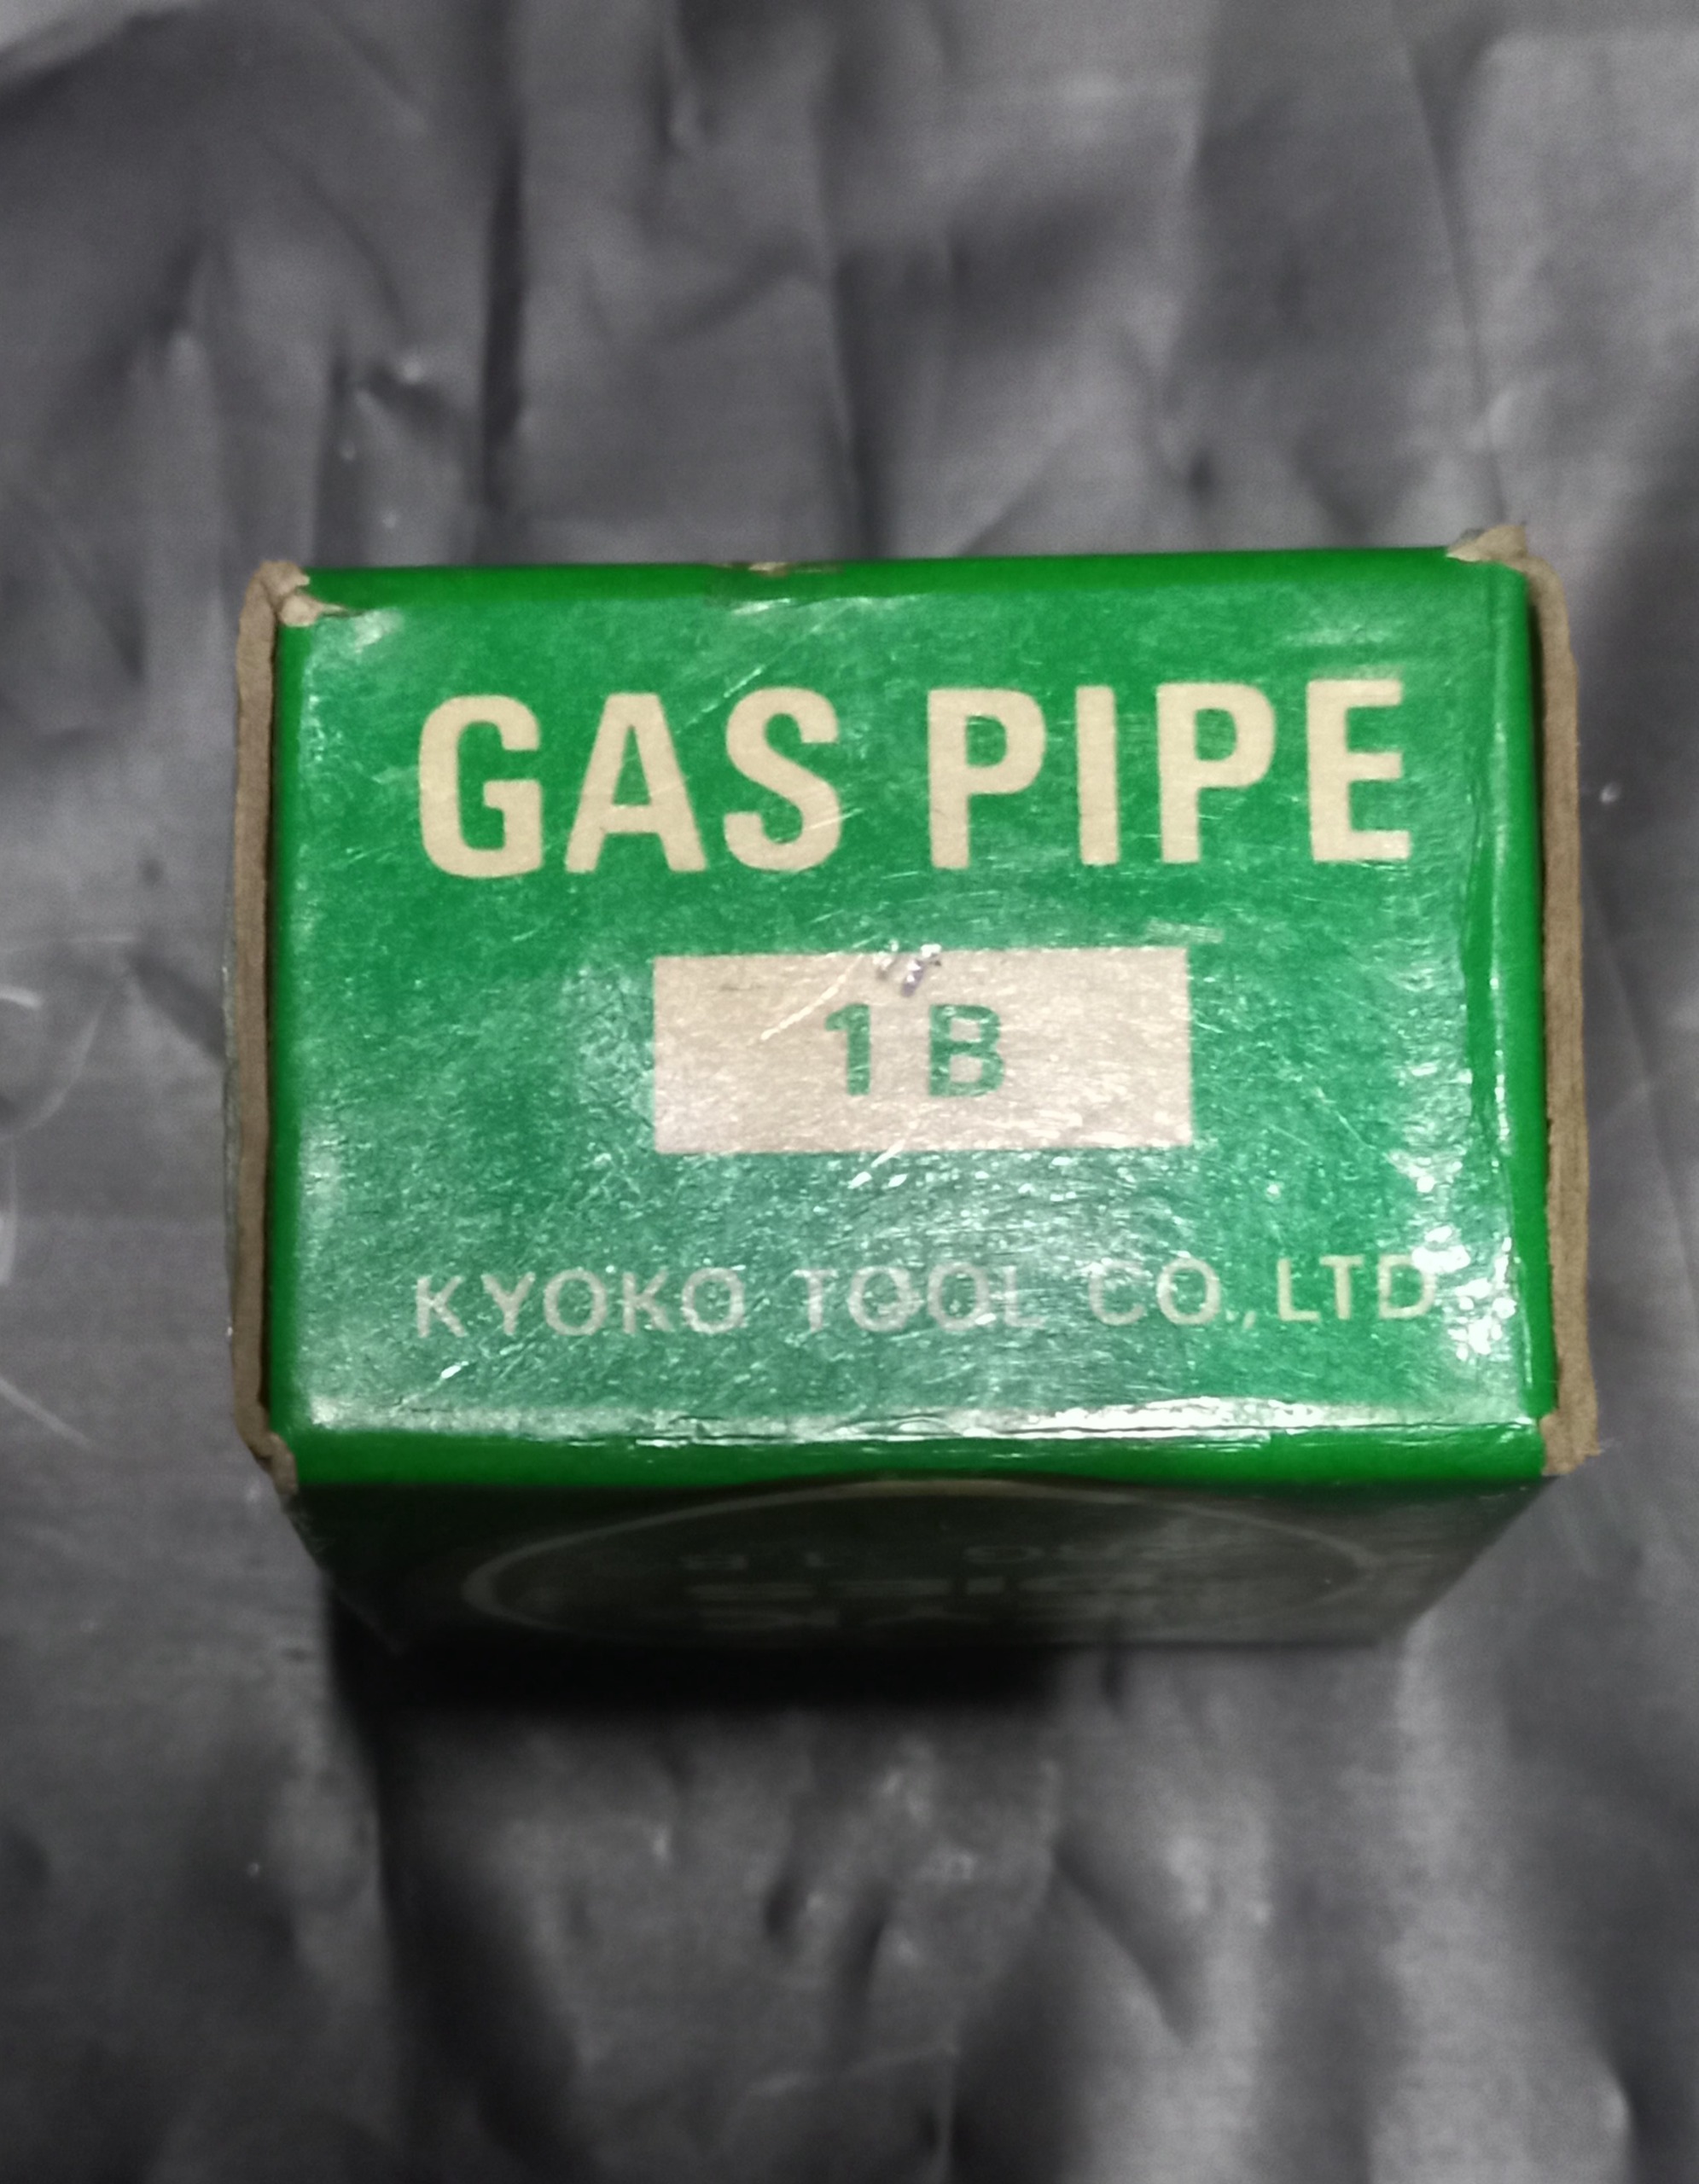 GAS PIPE
1B
KYOKO TOOL CO.,LTD